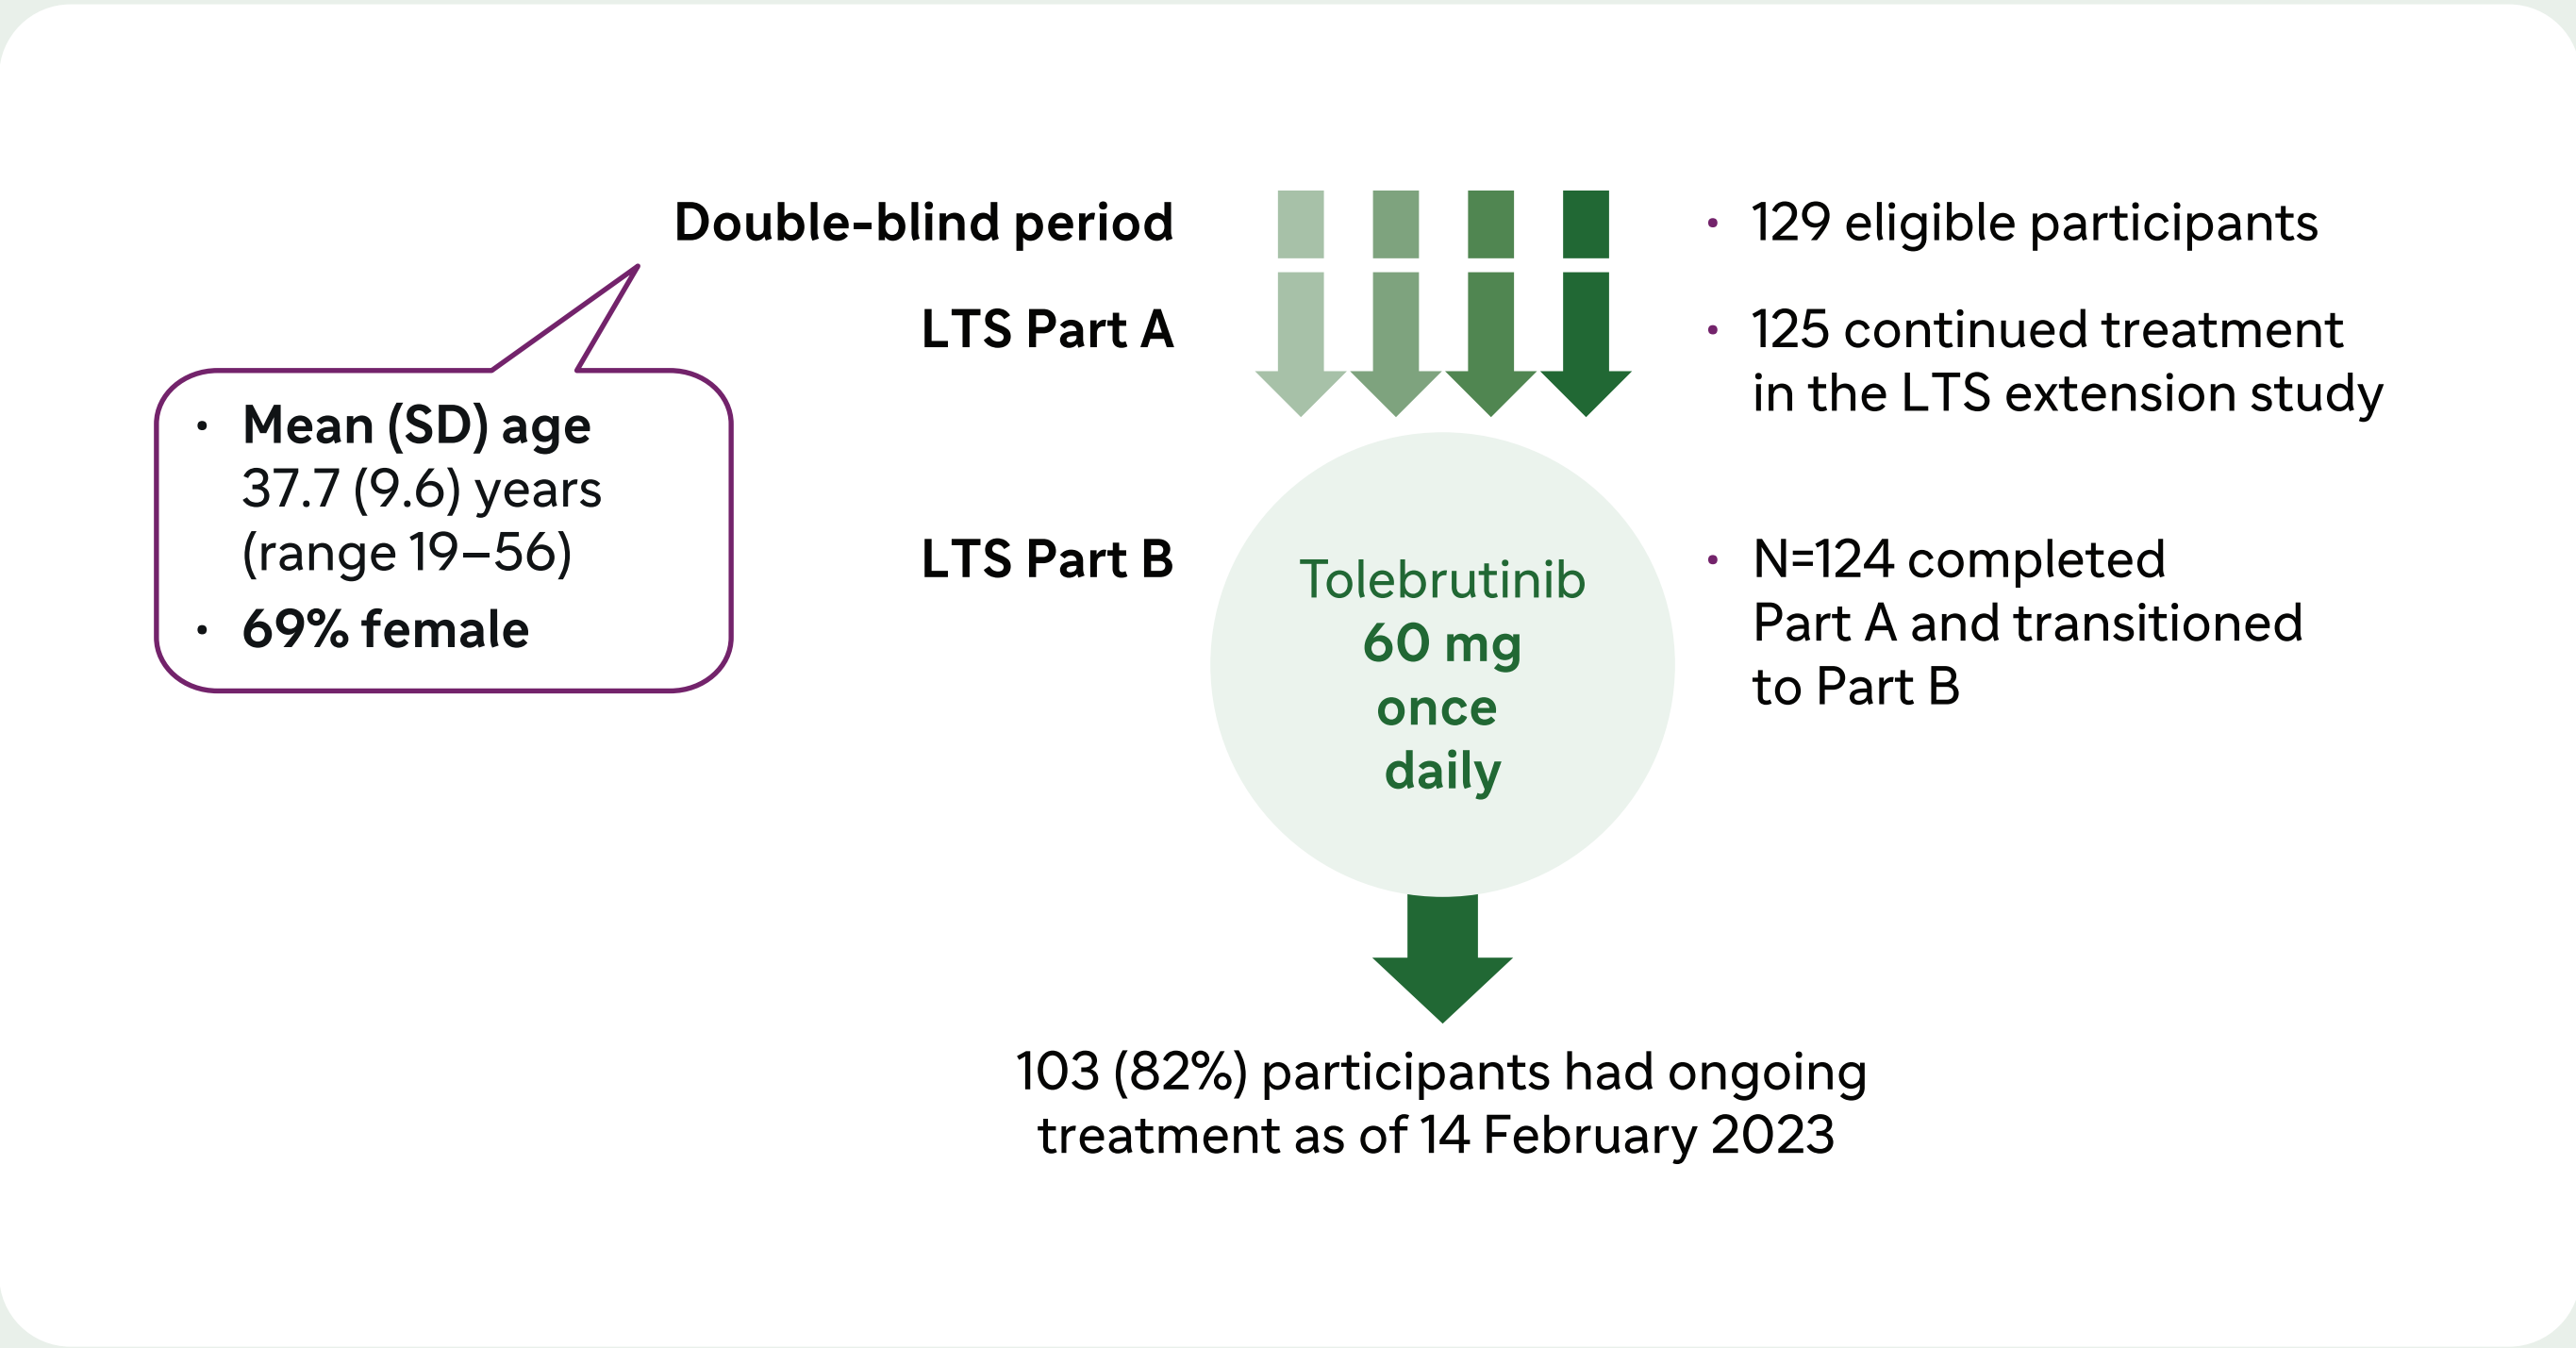 Double-blind period
• 129 eligible participants
LTS Part A
• 125 continued treatment
in the LTS extension study
• Mean (SD) age
37.7 (9.6) years
(range 19–56)
• 69% female
LTS Part B
Tolebrutinib
60 mg
once
daily
• N=124 completed
Part A and transitioned
to Part B
103 (82%) participants had ongoing
treatment as of 14 February 2023